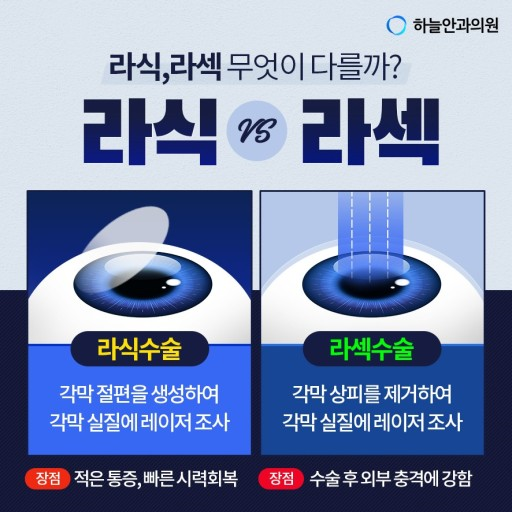 하늘안과의원
라식,라섹 무엇이 다를까?
라식 VS 라섹
라식수술
각막 절편을 생성하여
각막 실질에 레이저 조사
장점 적은 통증, 빠른 시력회복
라섹수술
각막 상피를 제거하여
각막 실질에 레이저 조사
장점 수술 후 외부 충격에 강함